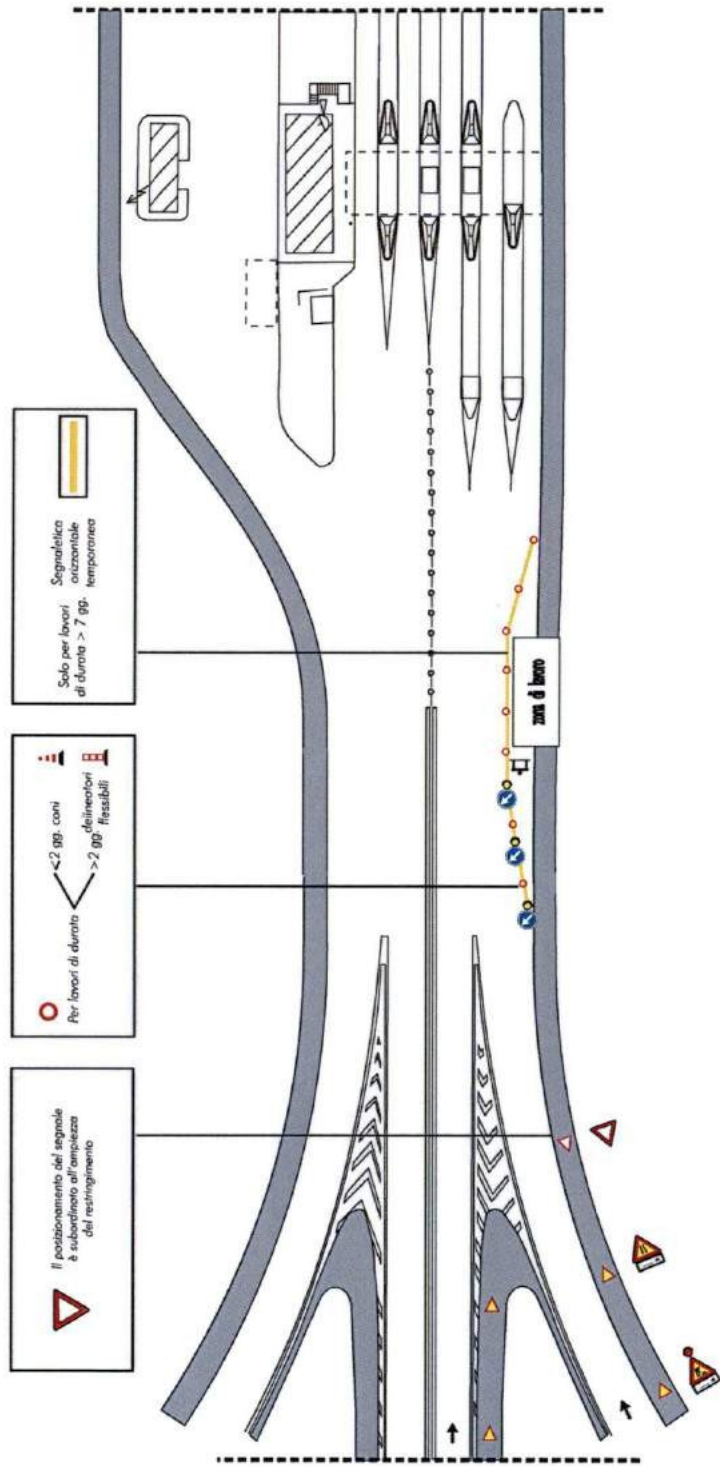 Il posizionamento del segnale
è subordinato all'ampiezza
del restringimento
Per lavori di durata
<2 gg. coni
>2 gg. delineatori
flessibili
Solo per lavori
di durata > 7 gg.
Segnaletica
orizzontale
temporanea
zona di lavoro